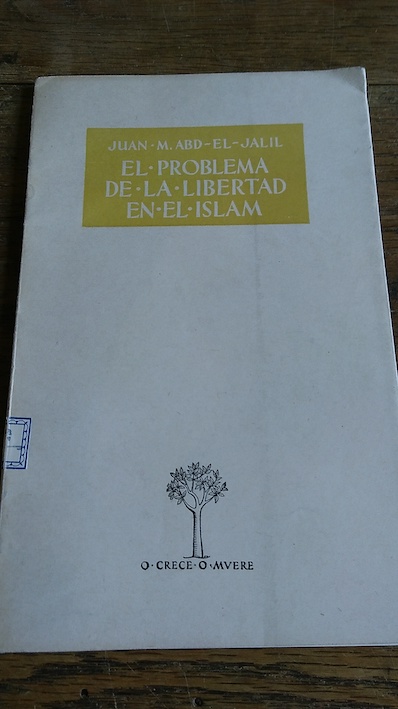 JUAN·M.ABD-EL-JALIL
EL·PROBLEMA
DE·LA·LIBERTAD
EN·EL·ISLAM
O·CRECE·O·MVERE